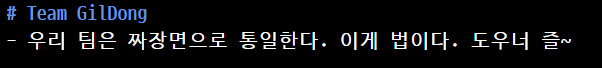 # Team GilDong
- 우리 팀은 짜장면으로 통일한다. 이게 법이다. 도우너 즐~